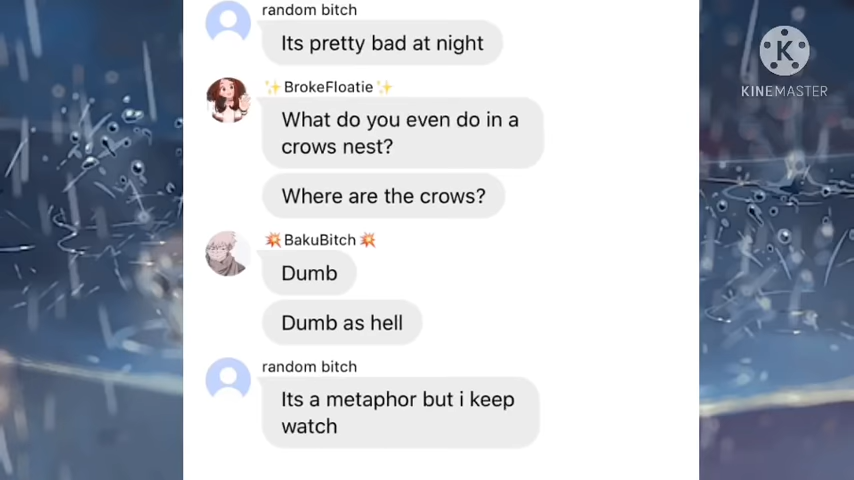 random bitch
Its pretty bad at night
✨BrokeFloatie✨
What do you even do in a
crows nest?
Where are the crows?
💥BakuBitch💥
Dumb
Dumb as hell
random bitch
Its a metaphor but i keep
watch
K
KINEMASTER